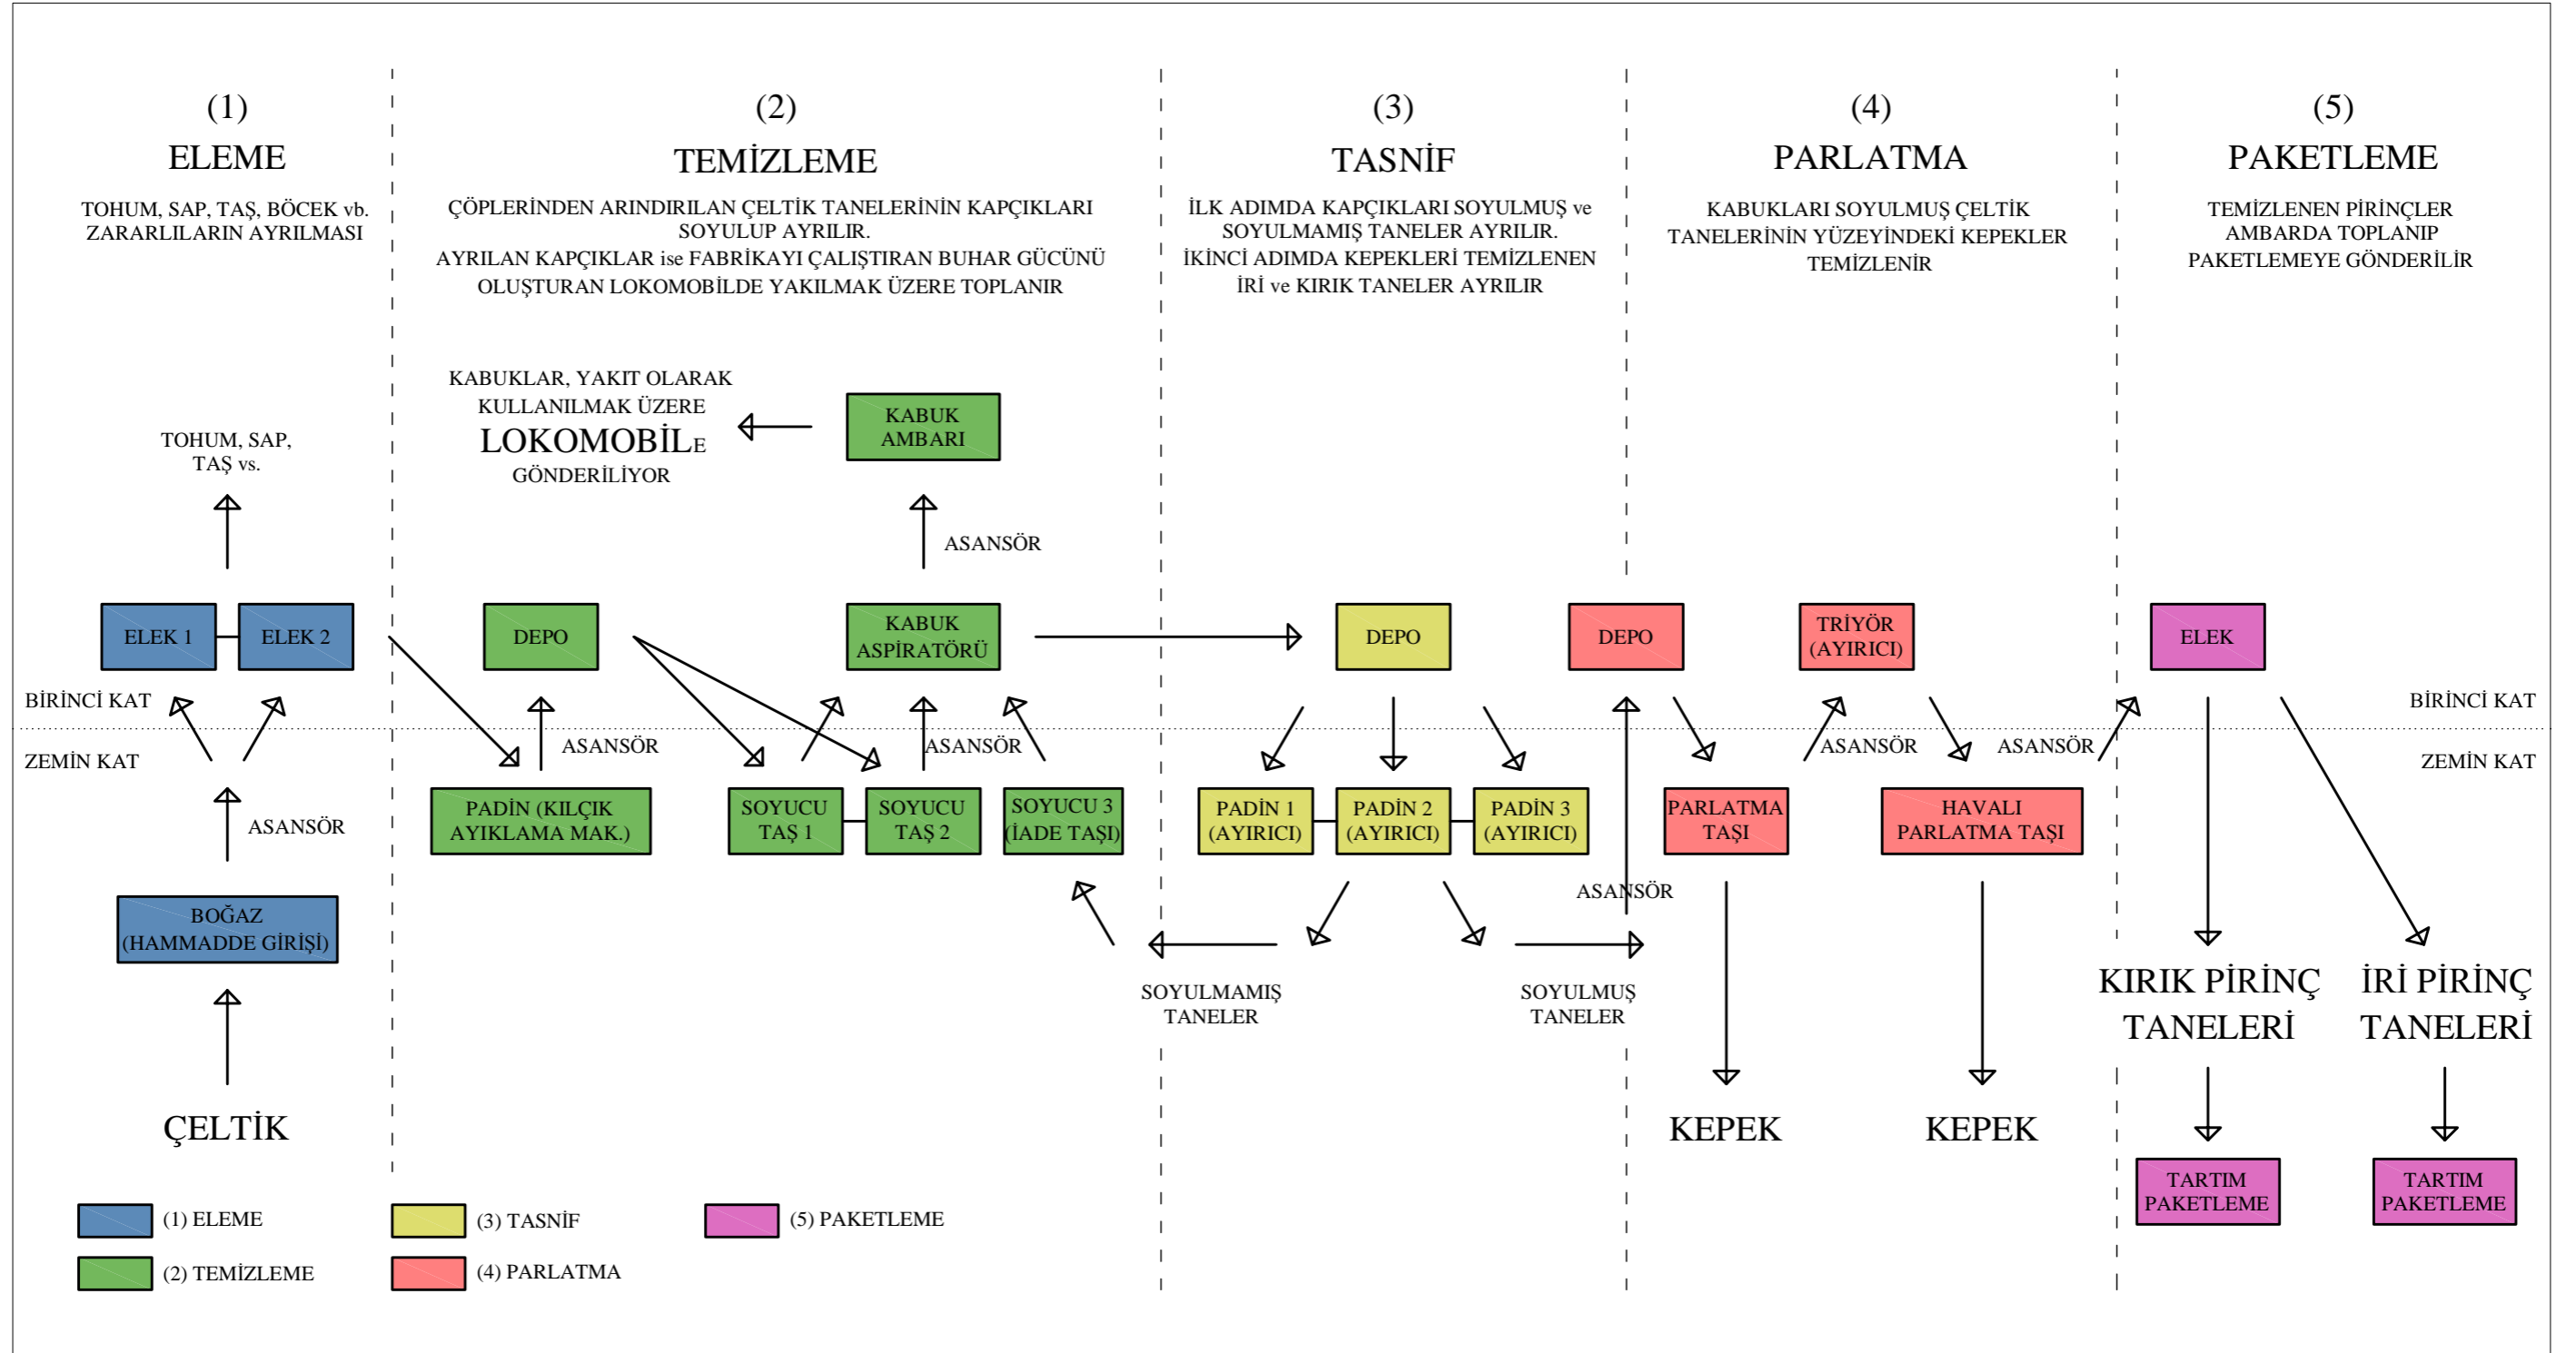 (1)
ELEME
TOHUM, SAP, TAŞ, BÖCEK vb.
ZARARLILARIN AYRILMASI
(2)
TEMİZLEME
ÇÖPLERİNDEN ARINDIRILAN ÇELTİK TANELERİNİN KAPÇIKLARI
SOYULUP AYRILIR.
AYRILAN KAPÇIKLAR ise FABRİKAYI ÇALIŞTIRAN BUHAR GÜCÜNÜ
OLUŞTURAN LOKOMOBİLDE YAKILMAK ÜZERE TOPLANIR
(3)
TASNİF
İLK ADIMDA KAPÇIKLARI SOYULMUŞ ve
SOYULMAMIŞ TANELER AYRILIR.
İKİNCİ ADIMDA KEPEKLERİ TEMİZLENEN
İRİ ve KIRIK TANELER AYRILIR
(4)
PARLATMA
KABUKLARI SOYULMUŞ ÇELTİK
TANELERİNİN YÜZEYİNDEKİ KEPEKLER
TEMİZLENİR
(5)
PAKETLEME
TEMİZLENEN PİRİNÇLER
AMBARDA TOPLANIP
PAKETLEMEYE GÖNDERİLİR
TOHUM, SAP,
TAŞ vs.
KABUKLAR, YAKIT OLARAK
KULLANILMAK ÜZERE
LOKOMOBİLE
GÖNDERİLİYOR
KABUK
AMBARI
ASANSÖR
ELEK 1
ELEK 2
DEPO
KABUK
ASPİRATÖRÜ
DEPO
DEPO
TRİYÖR
(AYIRICI)
ELEK
BİRİNCİ KAT
BİRİNCİ KAT
ZEMİN KAT
ASANSÖR
ASANSÖR
ASANSÖR
ASANSÖR
ZEMİN KAT
ASANSÖR
PADİN (KILÇIK
AYIKLAMA MAK.)
SOYUCU
TAŞ 1
SOYUCU
TAŞ 2
SOYUCU 3
(İADE TAŞI)
PADİN 1
(AYIRICI)
PADİN 2
(AYIRICI)
PADİN 3
(AYIRICI)
PARLATMA
TAŞI
HAVALI
PARLATMA TAŞI
ASANSÖR
BOĞAZ
(HAMMADDE GİRİŞİ)
SOYULMAMIŞ
TANELER
SOYULMUŞ
TANELER
KIRIK PİRİNÇ
TANELERİ
İRİ PİRİNÇ
TANELERİ
ÇELTİK
KEPEK
KEPEK
TARTIM
PAKETLEME
TARTIM
PAKETLEME
(1) ELEME
(3) TASNİF
(5) PAKETLEME
(2) TEMİZLEME
(4) PARLATMA